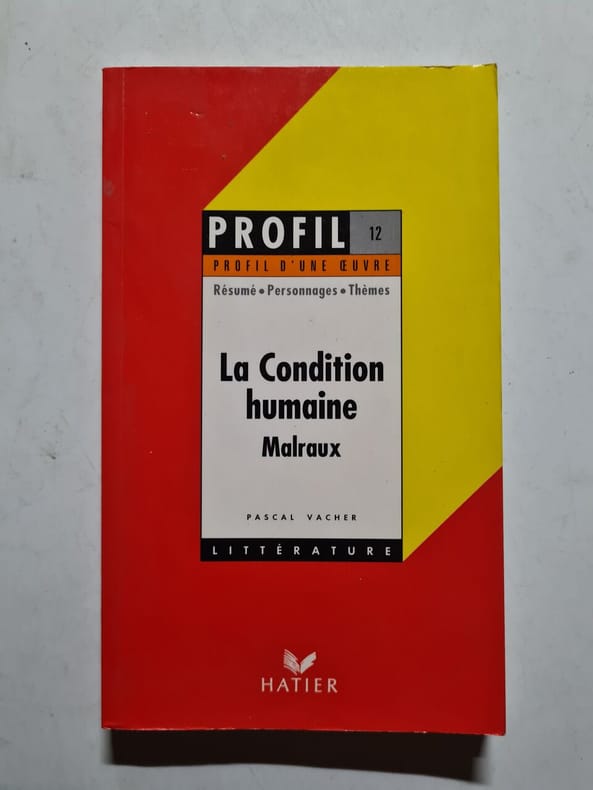 PROFIL 12
PROFIL D'UNE ŒUVRE
Résumé • Personnages • Thèmes
La Condition
humaine
Malraux
PASCAL VACHER
LITTÉRATURE
HATIER